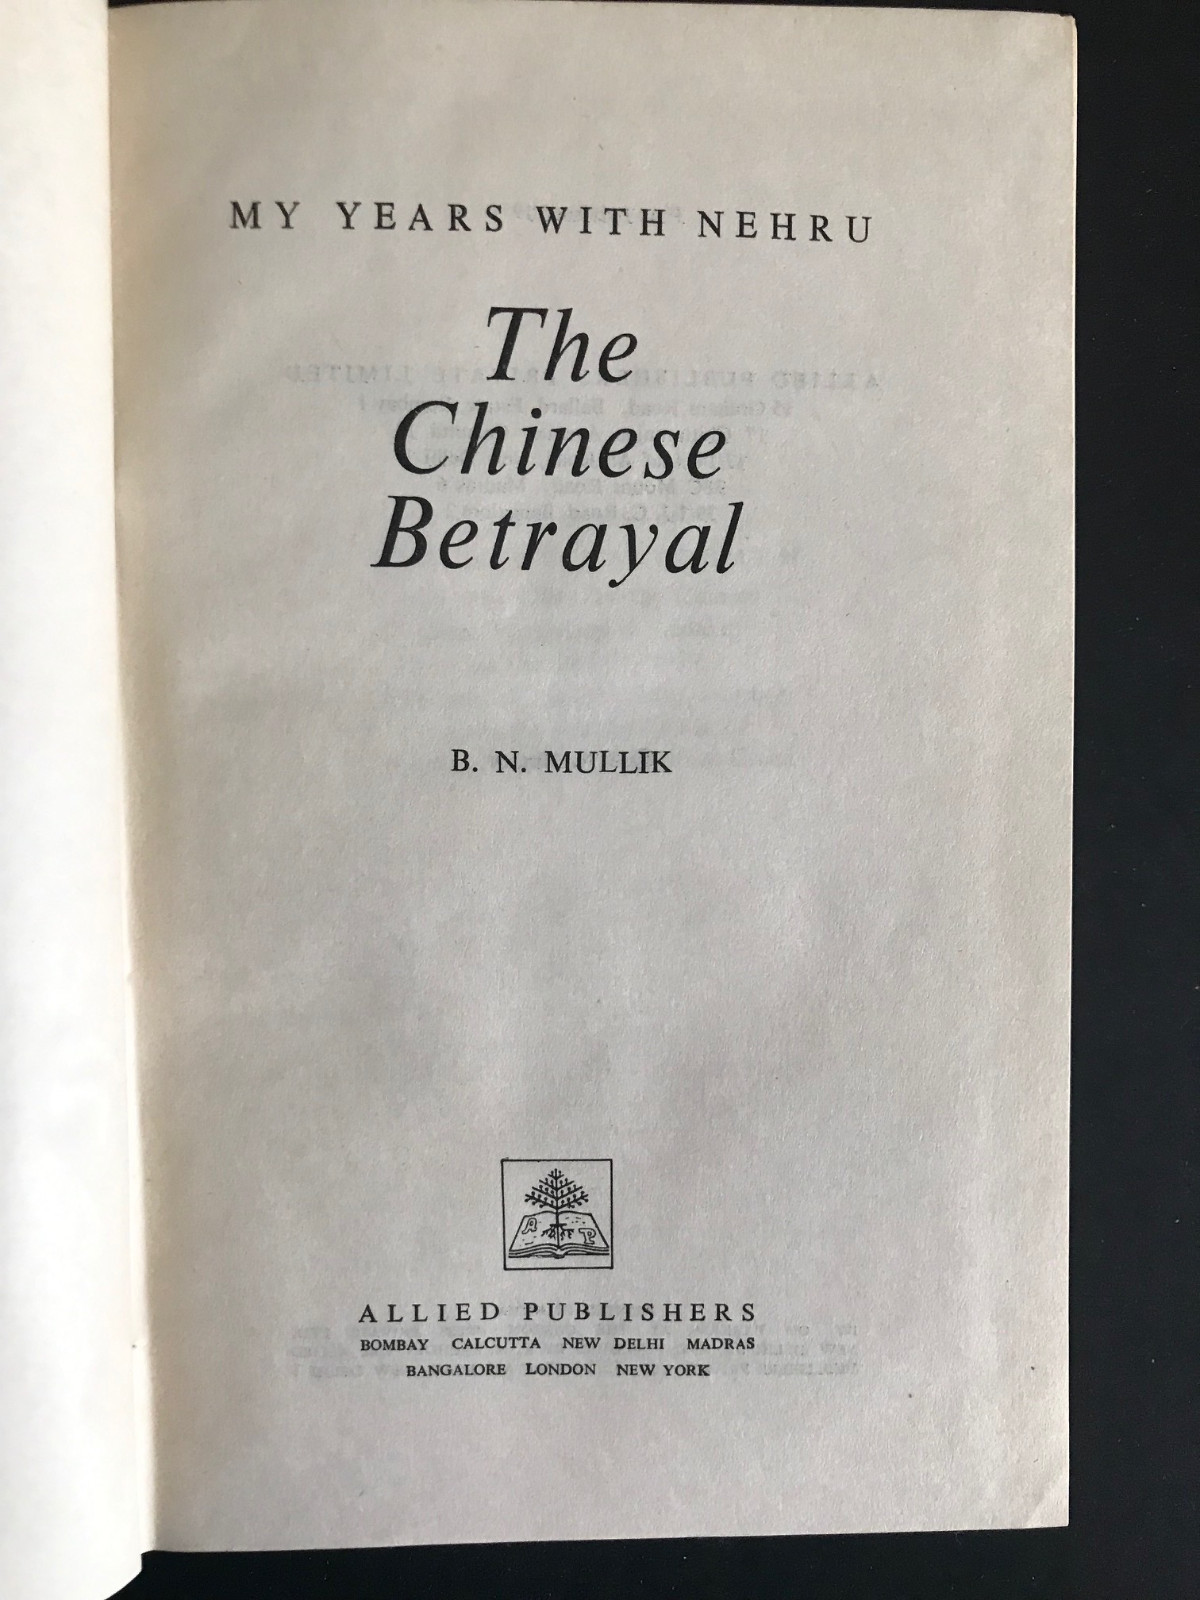 MY YEARS WITH NEHRU
The
Chinese
Betrayal
B. N. MULLIK
A P
ALLIED PUBLISHERS
BOMBAY CALCUTTA NEW DELHI MADRAS
BANGALORE LONDON NEW YORK